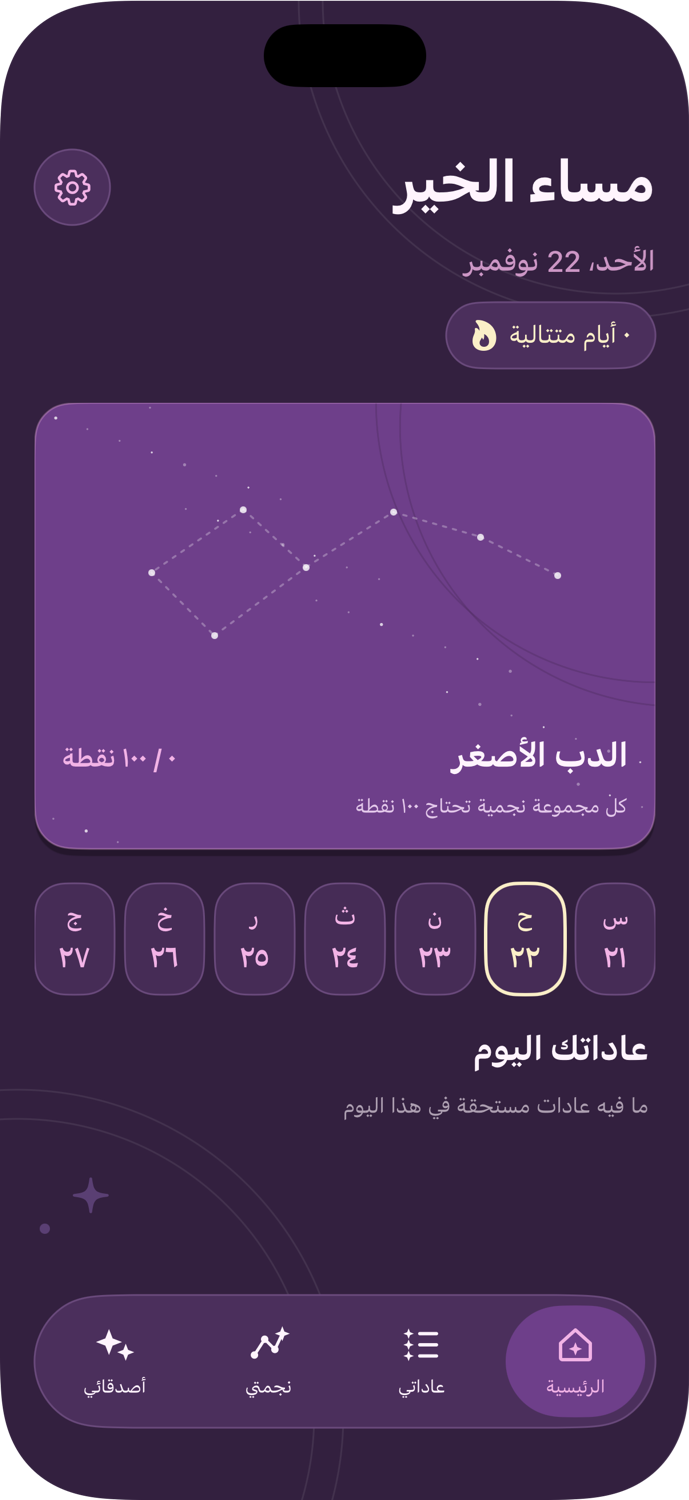 مساء الخير
الأحد، 22 نوفمبر
٠ أيام متتالية
الدب الأصغر
٠ / ١٠٠ نقطة
كل مجموعة نجمية تحتاج ١٠٠ نقطة
س ح ن ث ر خ ج
٢١ ٢٢ ٢٣ ٢٤ ٢٥ ٢٦ ٢٧
عاداتك اليوم
ما فيه عادات مستحقة في هذا اليوم
الرئيسية عاداتي نجمتي أصدقائي